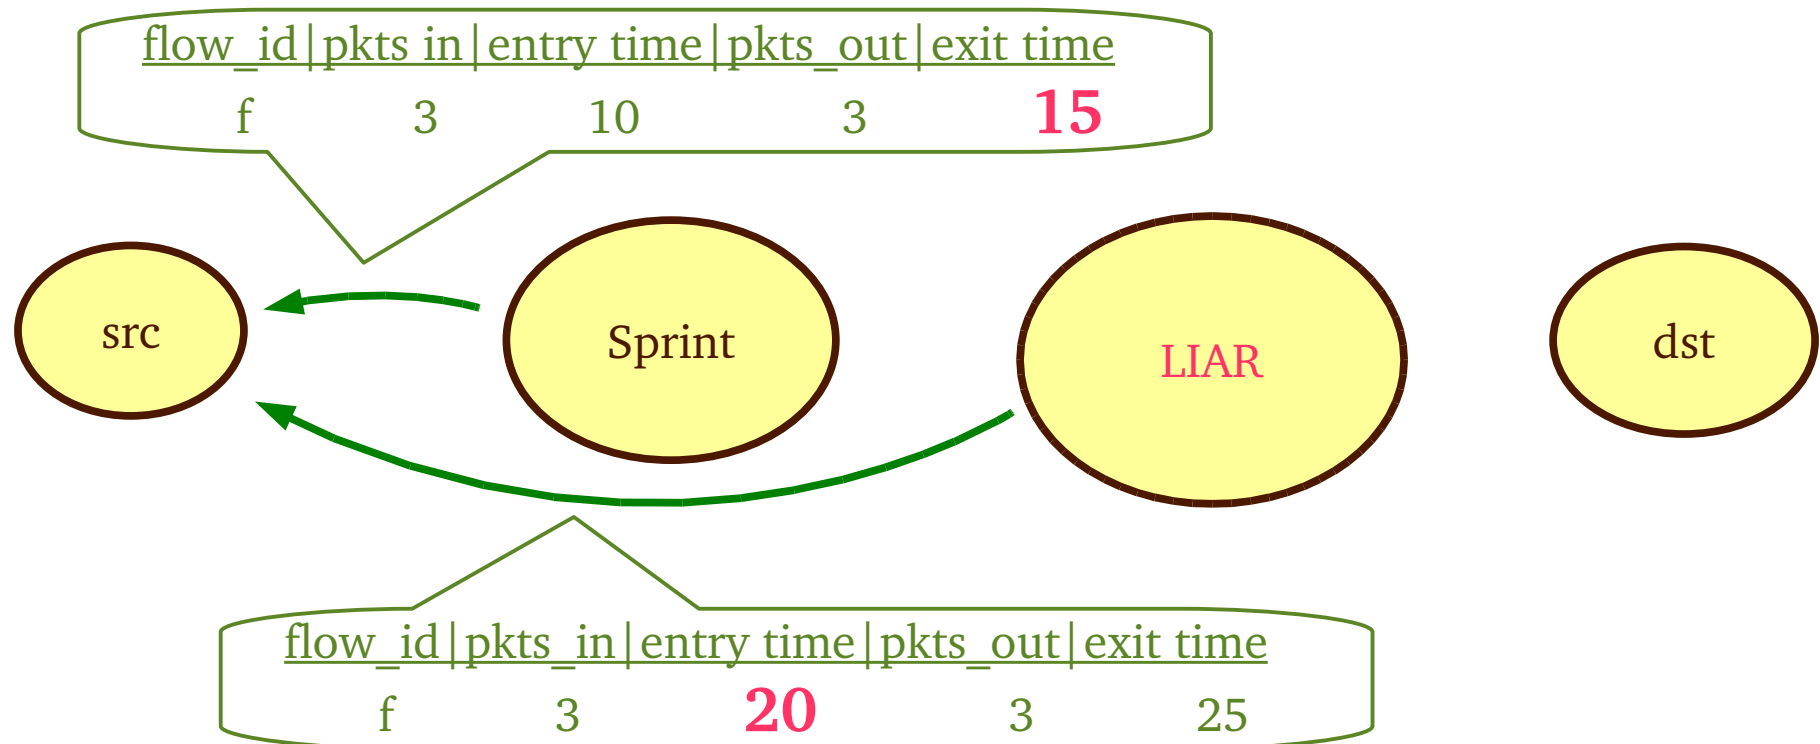 flow_id|pkts in|entry time|pkts_out|exit time
f 3 10 3 15
src
Sprint
LIAR
dst
flow_id|pkts_in|entry time|pkts_out|exit time
f 3 20 3 25